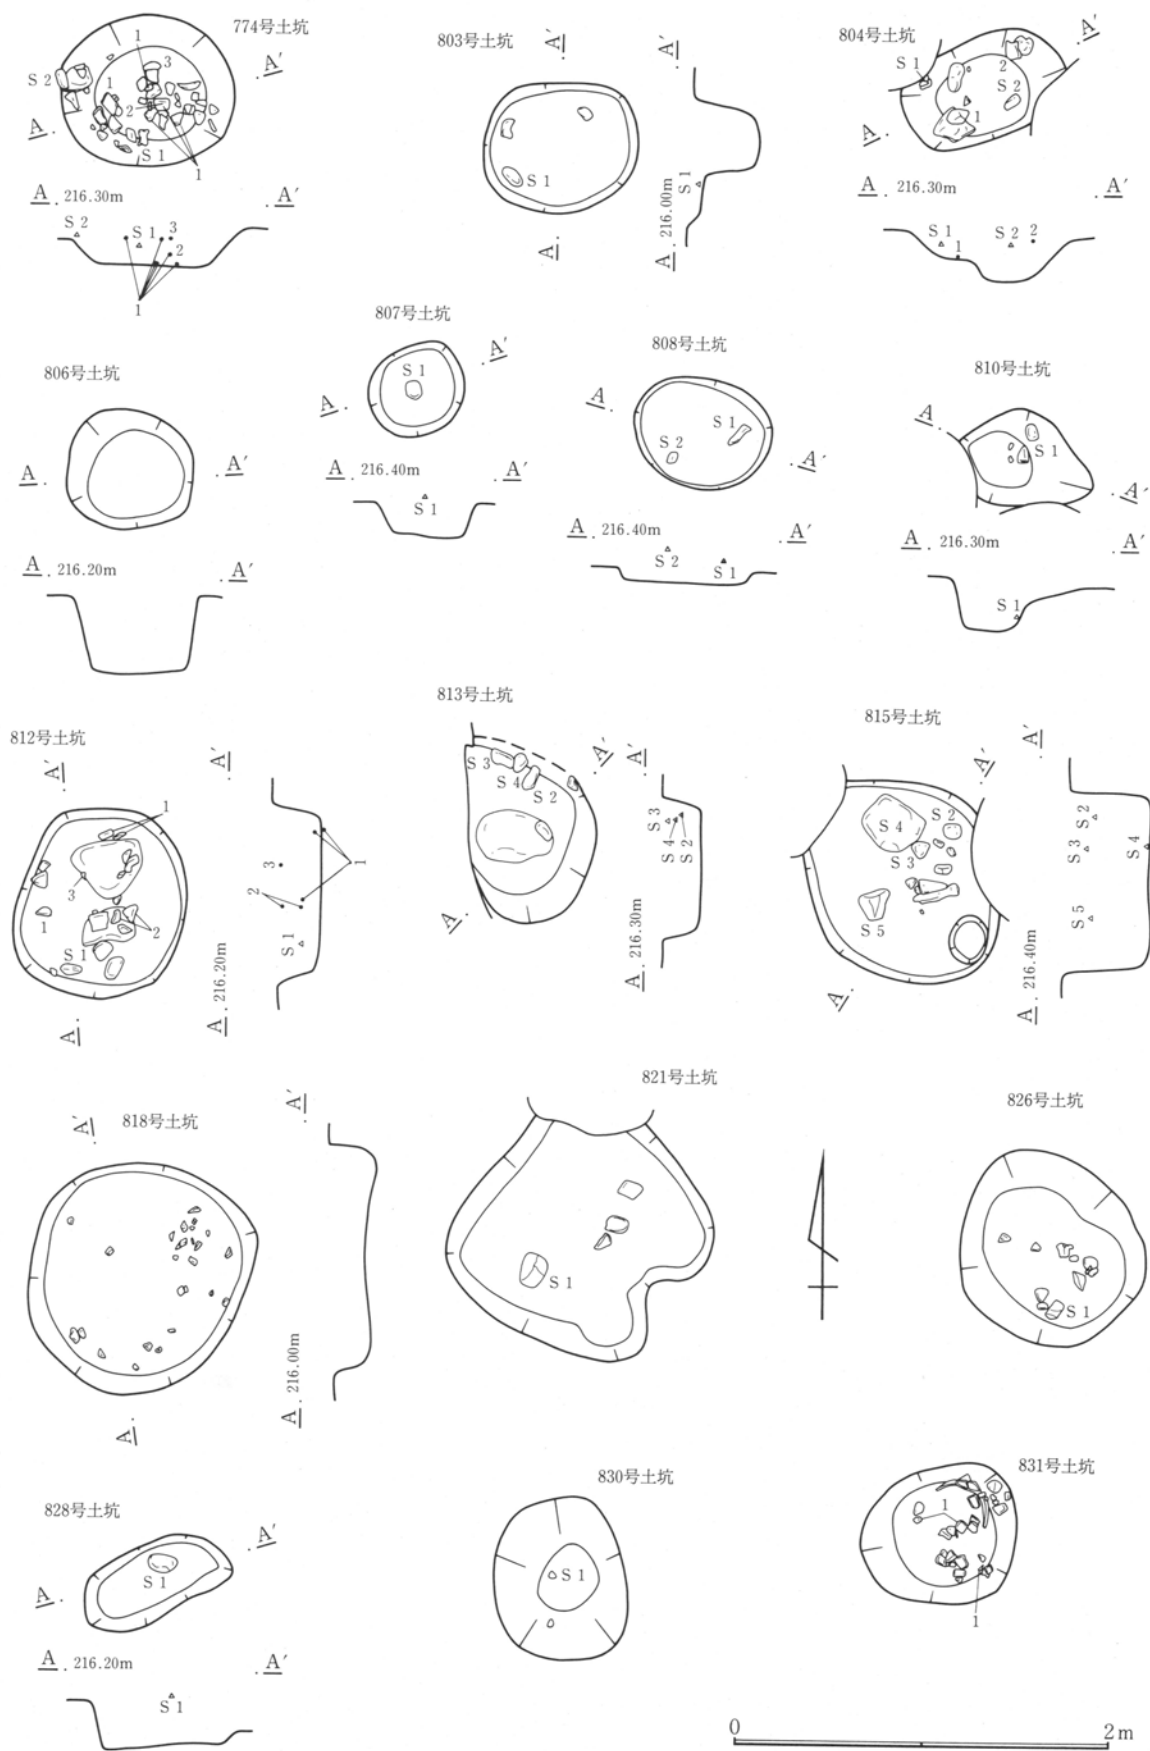 774号土坑
1
3
S 2
1
2
S 1
1
A
A′
A . 216.30m . A′
S 2
S 1
3
2
1
803号土坑
A′
S 1
A
A′
S 1
A . 216.00m
804号土坑
A′
S 1
2
S 2
1
A
A . 216.30m . A′
S 1
S 2
2
1
806号土坑
A . . A′
A . 216.20m . A′
807号土坑
A′
S 1
A .
A . 216.40m . A′
S 1
808号土坑
A .
S 1
S 2
. A′
A . 216.40m . A′
S 2
S 1
810号土坑
A .
S 1
. A′
A . 216.30m . A′
S 1
812号土坑
A′
1
3
1
2
S 1
A
A′
1
3
2
S 1
A . 216.20m
813号土坑
A′
S 3
S 4
S 2
A .
A′
S 3
S 4
S 2
A . 216.30m
815号土坑
A′
S 4
S 2
S 3
S 5
A .
A′
S 2
S 3
S 4
S 5
A . 216.40m
818号土坑
A′
A
A′
A . 216.00m
821号土坑
S 1
826号土坑
S 1
828号土坑
A′
S 1
A .
A . 216.20m . A′
S 1
830号土坑
S 1
831号土坑
1
1
0 2 m